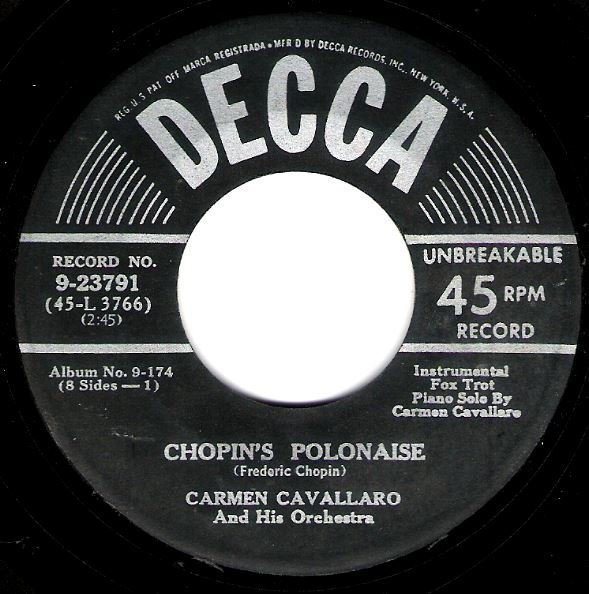 REG. U.S. PAT. OFF. MARCA REGISTRADA • MFR'D BY DECCA RECORDS, INC., NEW YORK, U.S.A.
DECCA
RECORD NO.
9-23791
(45-L 3766)
(2:45)
UNBREAKABLE
45 RPM
RECORD
Album No. 9-174
(8 Sides — 1)
Instrumental
Fox Trot
Piano Solo By
Carmen Cavallaro
CHOPIN'S POLONAISE
(Frederic Chopin)
CARMEN CAVALLARO
And His Orchestra